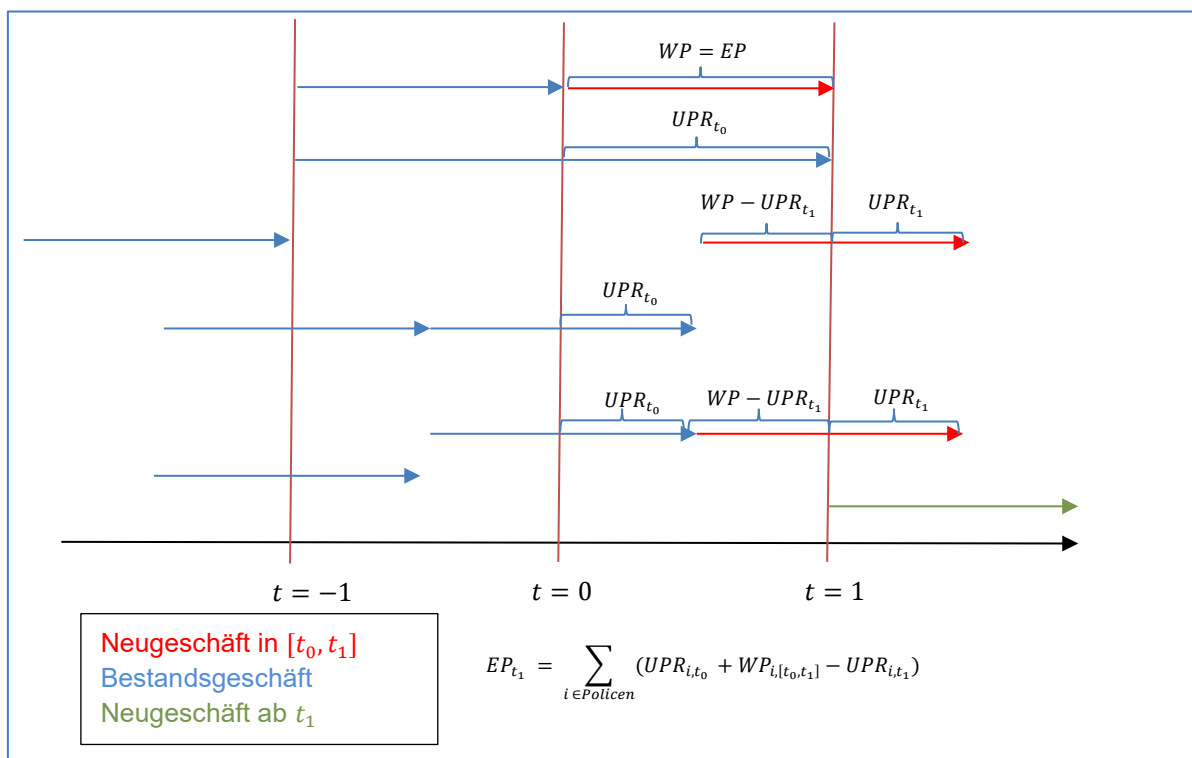 WP = EP
UPR_{t_0}
WP − UPR_{t_1} UPR_{t_1}
UPR_{t_0}
UPR_{t_0} WP − UPR_{t_1} UPR_{t_1}
t = −1 t = 0 t = 1
Neugeschäft in [t_0, t_1]
Bestandsgeschäft
Neugeschäft ab t_1
EP_{t_1} = ∑_{i ∈Policen} (UPR_{i,t_0} + WP_{i,[t_0,t_1]} − UPR_{i,t_1})